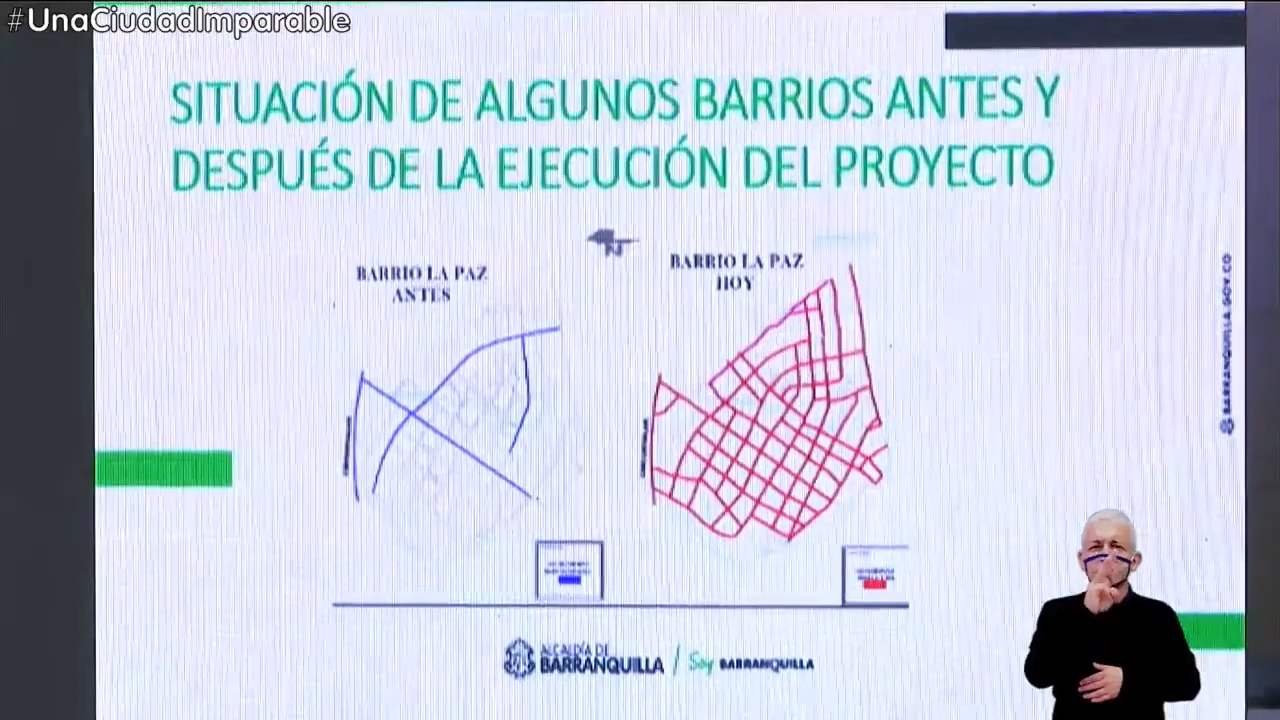 #UnaCiudadImparable
SITUACIÓN DE ALGUNOS BARRIOS ANTES Y
DESPUÉS DE LA EJECUCIÓN DEL PROYECTO
BARRIO LA PAZ
ANTES
BARRIO LA PAZ
HOY
BARRANQUILLA.GOV.CO
ALCALDÍA DE
BARRANQUILLA
Soy BARRANQUILLA